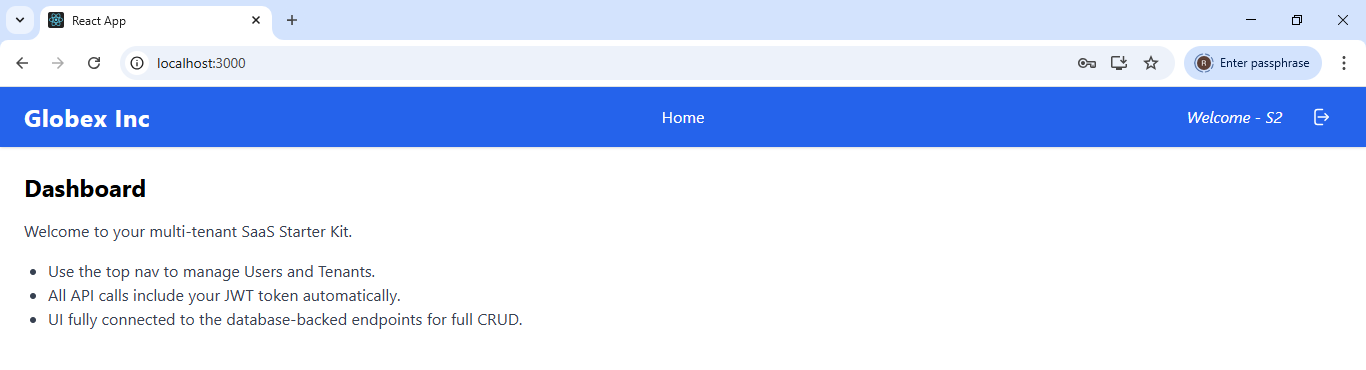 React App
localhost:3000
R Enter passphrase
Globex Inc Home Welcome - S2
Dashboard
Welcome to your multi-tenant SaaS Starter Kit.
Use the top nav to manage Users and Tenants.
All API calls include your JWT token automatically.
UI fully connected to the database-backed endpoints for full CRUD.